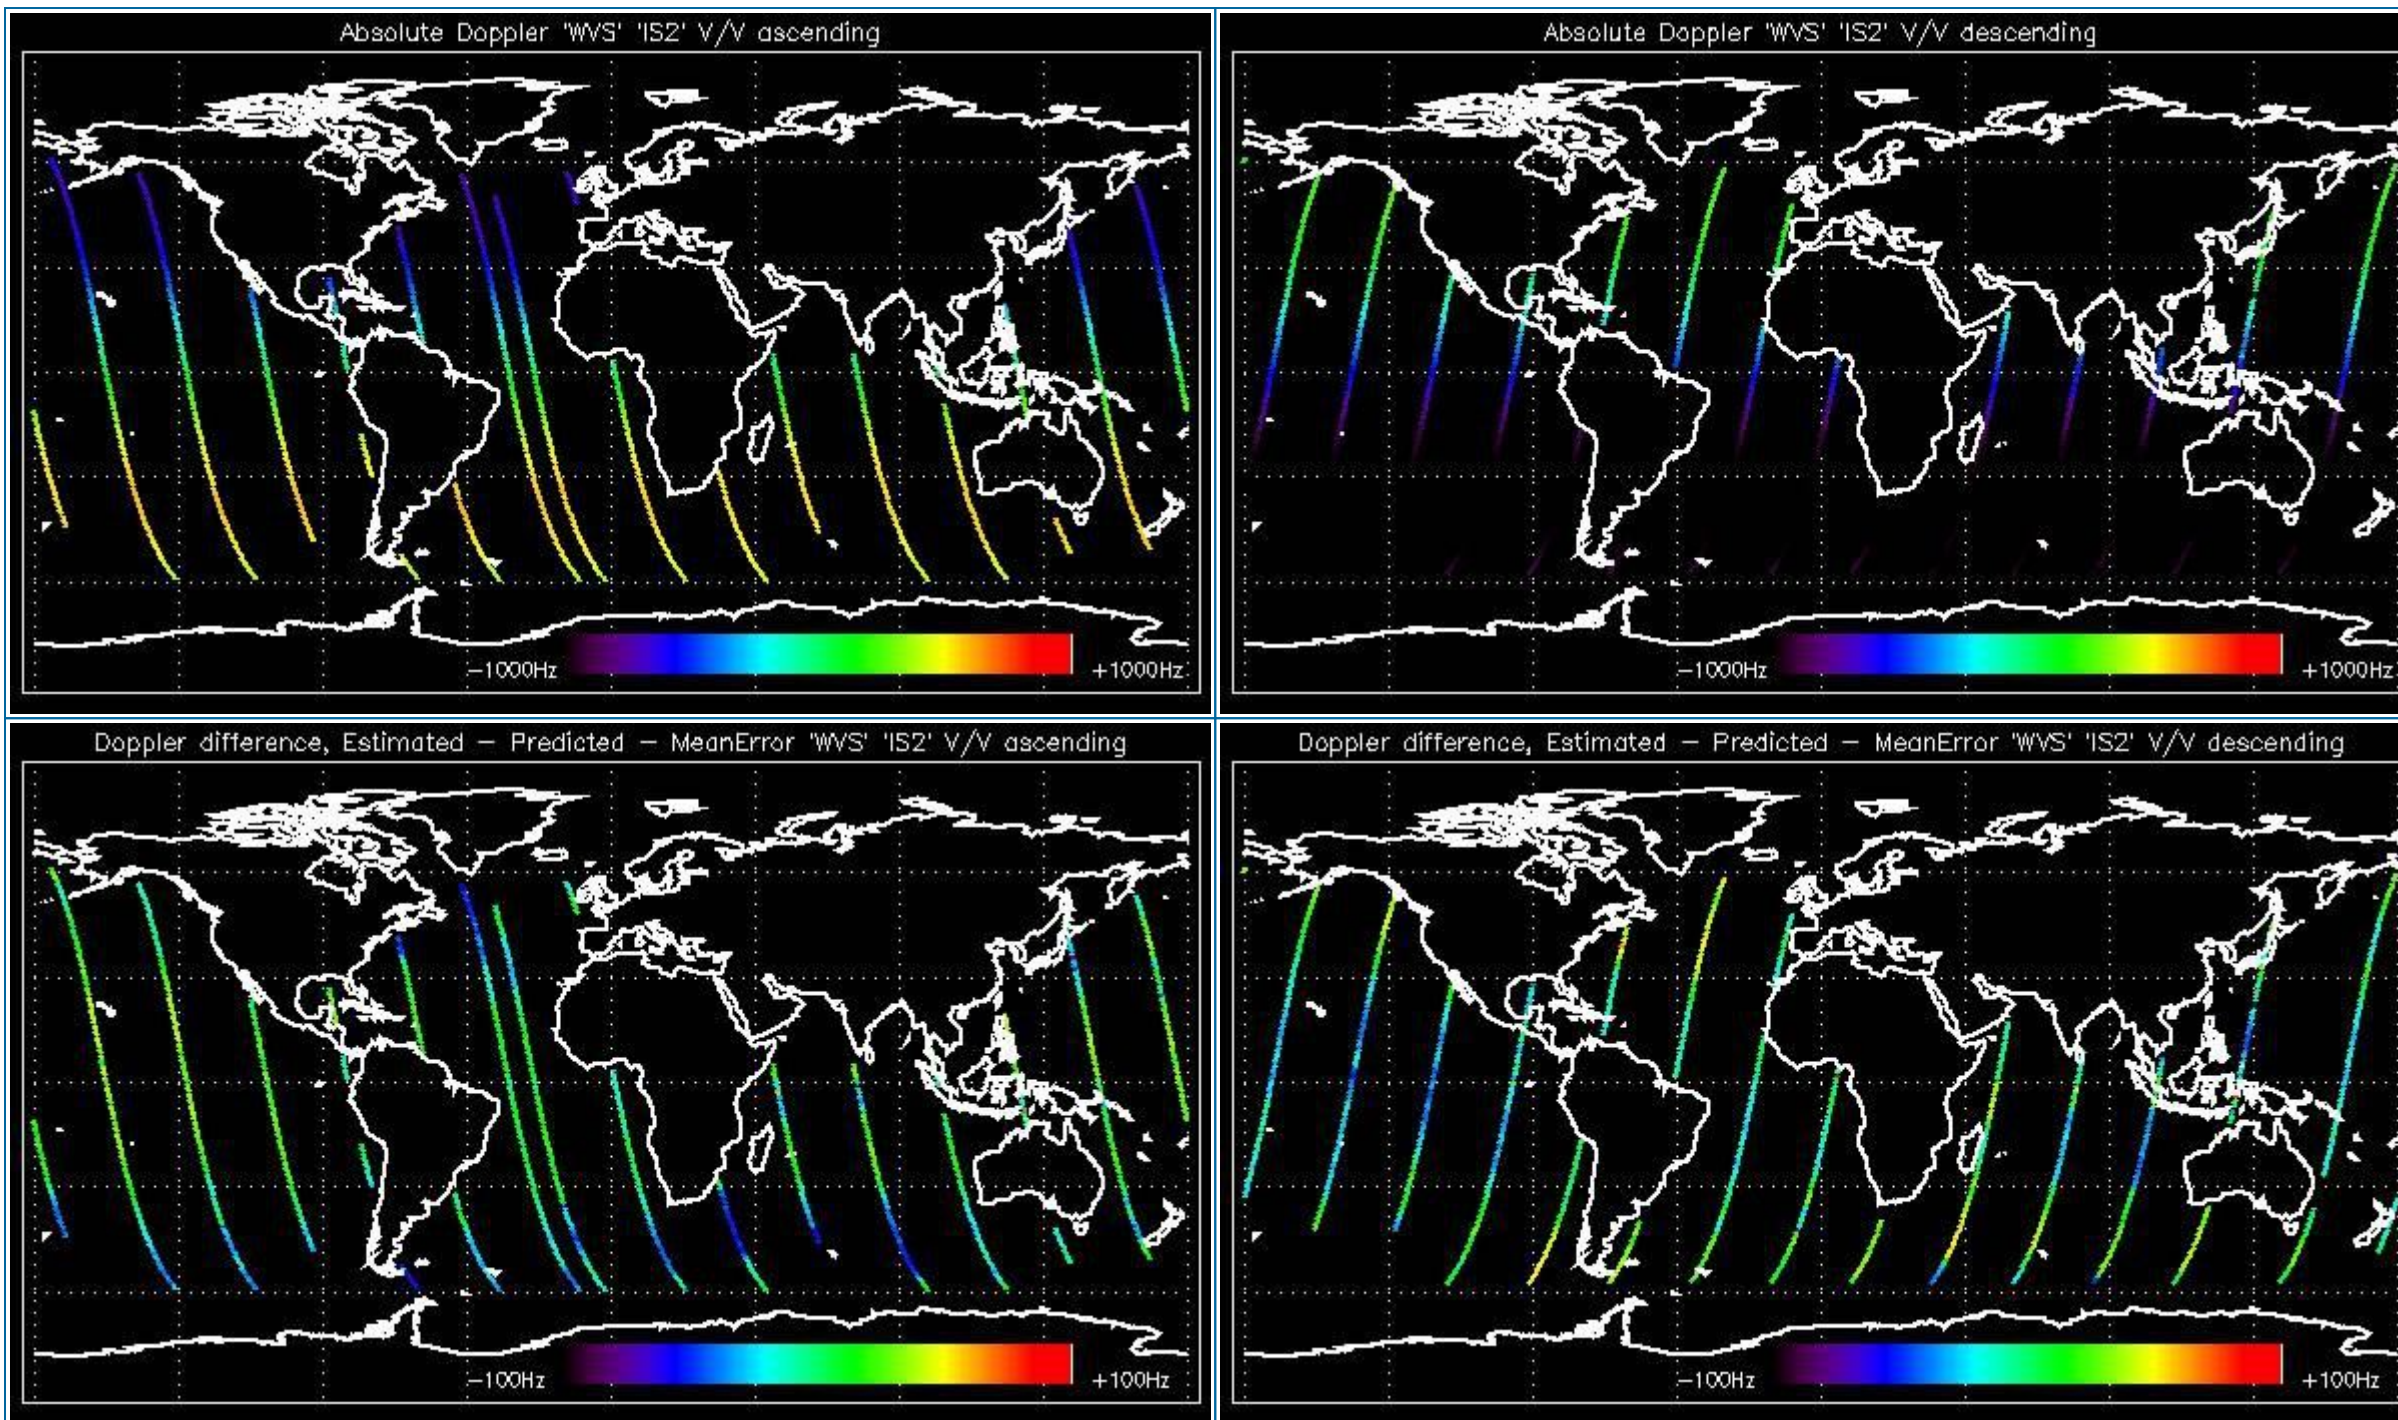 Absolute Doppler 'WVS' 'IS2' V/V ascending
−1000Hz +1000Hz
Absolute Doppler 'WVS' 'IS2' V/V descending
−1000Hz +1000Hz
Doppler difference, Estimated − Predicted − MeanError 'WVS' 'IS2' V/V ascending
−100Hz +100Hz
Doppler difference, Estimated − Predicted − MeanError 'WVS' 'IS2' V/V descending
−100Hz +100Hz